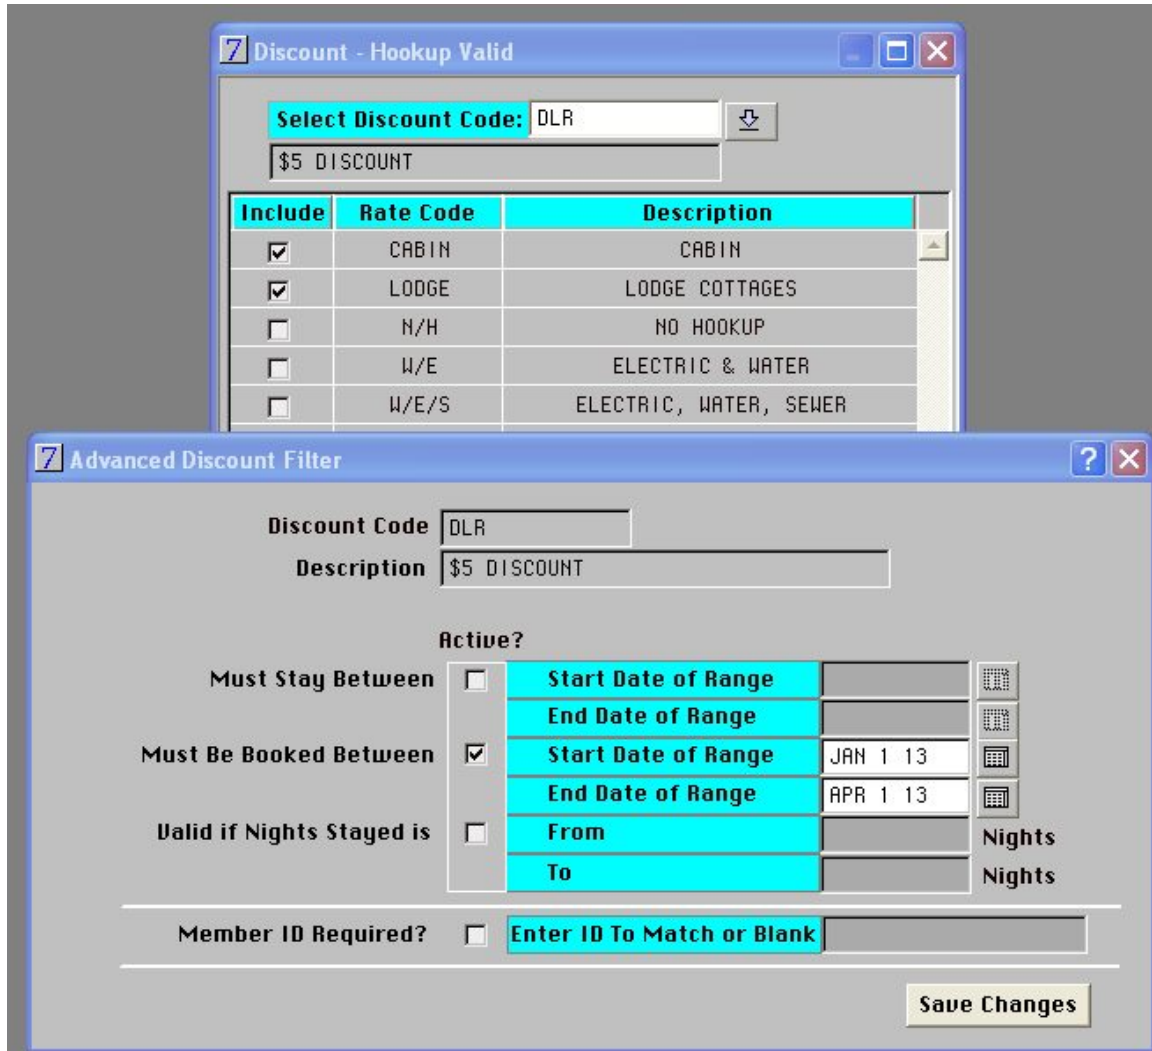 7 Discount - Hookup Valid
Select Discount Code: DLR
$5 DISCOUNT
Include Rate Code Description
CABIN CABIN
LODGE LODGE COTTAGES
N/H NO HOOKUP
W/E ELECTRIC & WATER
W/E/S ELECTRIC, WATER, SEWER
7 Advanced Discount Filter ?
Discount Code DLR
Description $5 DISCOUNT
Active?
Must Stay Between Start Date of Range
End Date of Range
Must Be Booked Between Start Date of Range JAN 1 13
End Date of Range APR 1 13
Valid if Nights Stayed is From Nights
To Nights
Member ID Required? Enter ID To Match or Blank
Save Changes